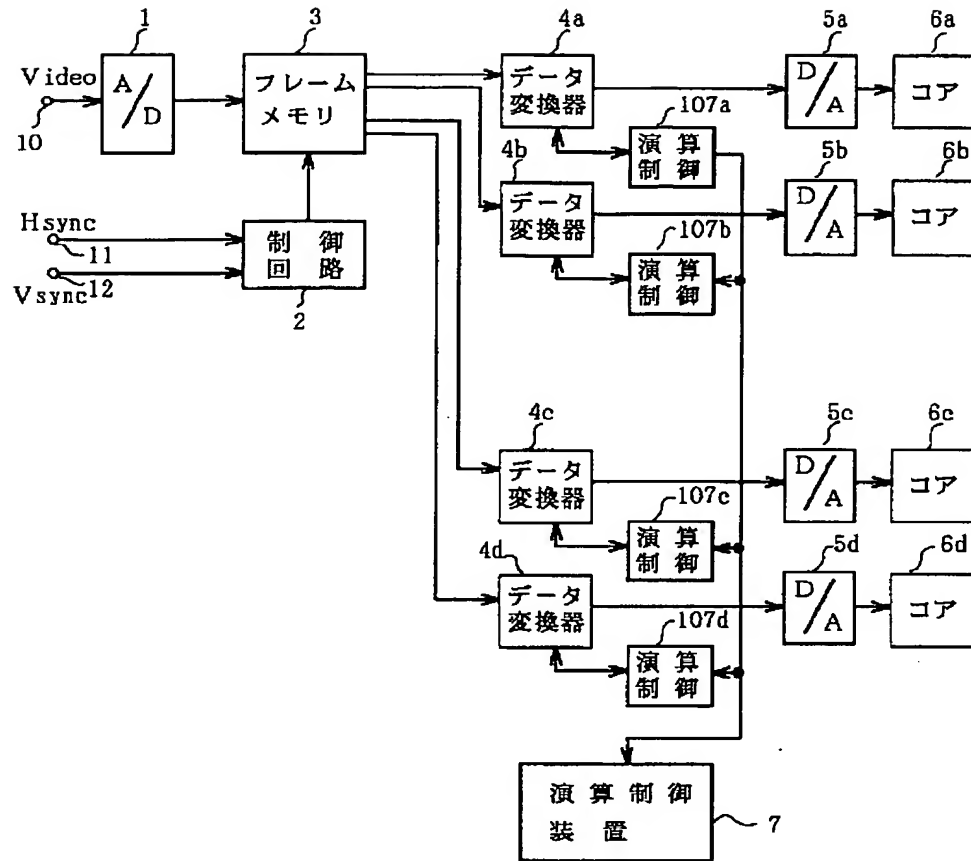 1
3
4a
5a
6a
Video
A/D
フレーム
メモリ
データ
変換器
D/A
コア
10
107a
演算
制御
4b
5b
6b
データ
変換器
D/A
コア
Hsync
11
制御
回路
107b
演算
制御
Vsync
12
2
4c
5c
6c
データ
変換器
D/A
コア
107c
演算
制御
4d
5d
6d
データ
変換器
D/A
コア
107d
演算
制御
演算制御
装置
7